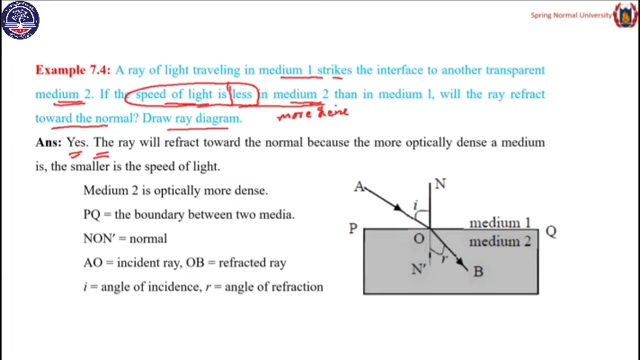 Spring Normal University
Example 7.4: A ray of light traveling in medium 1 strikes the interface to another transparent
medium 2. If the speed of light is less in medium 2 than in medium 1, will the ray refract
toward the normal? Draw ray diagram.
more dense
Ans: Yes. The ray will refract toward the normal because the more optically dense a medium
is, the smaller is the speed of light.
Medium 2 is optically more dense.
PQ = the boundary between two media.
NON′ = normal
AO = incident ray, OB = refracted ray
i = angle of incidence, r = angle of refraction
A
N
i
P
medium 1
Q
O
medium 2
N′
r
B